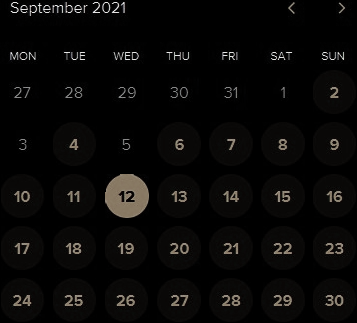 September 2021
MON TUE WED THU FRI SAT SUN
27 28 29 30 31 1 2
3 4 5 6 7 8 9
10 11 12 13 14 15 16
17 18 19 20 21 22 23
24 25 26 27 28 29 30